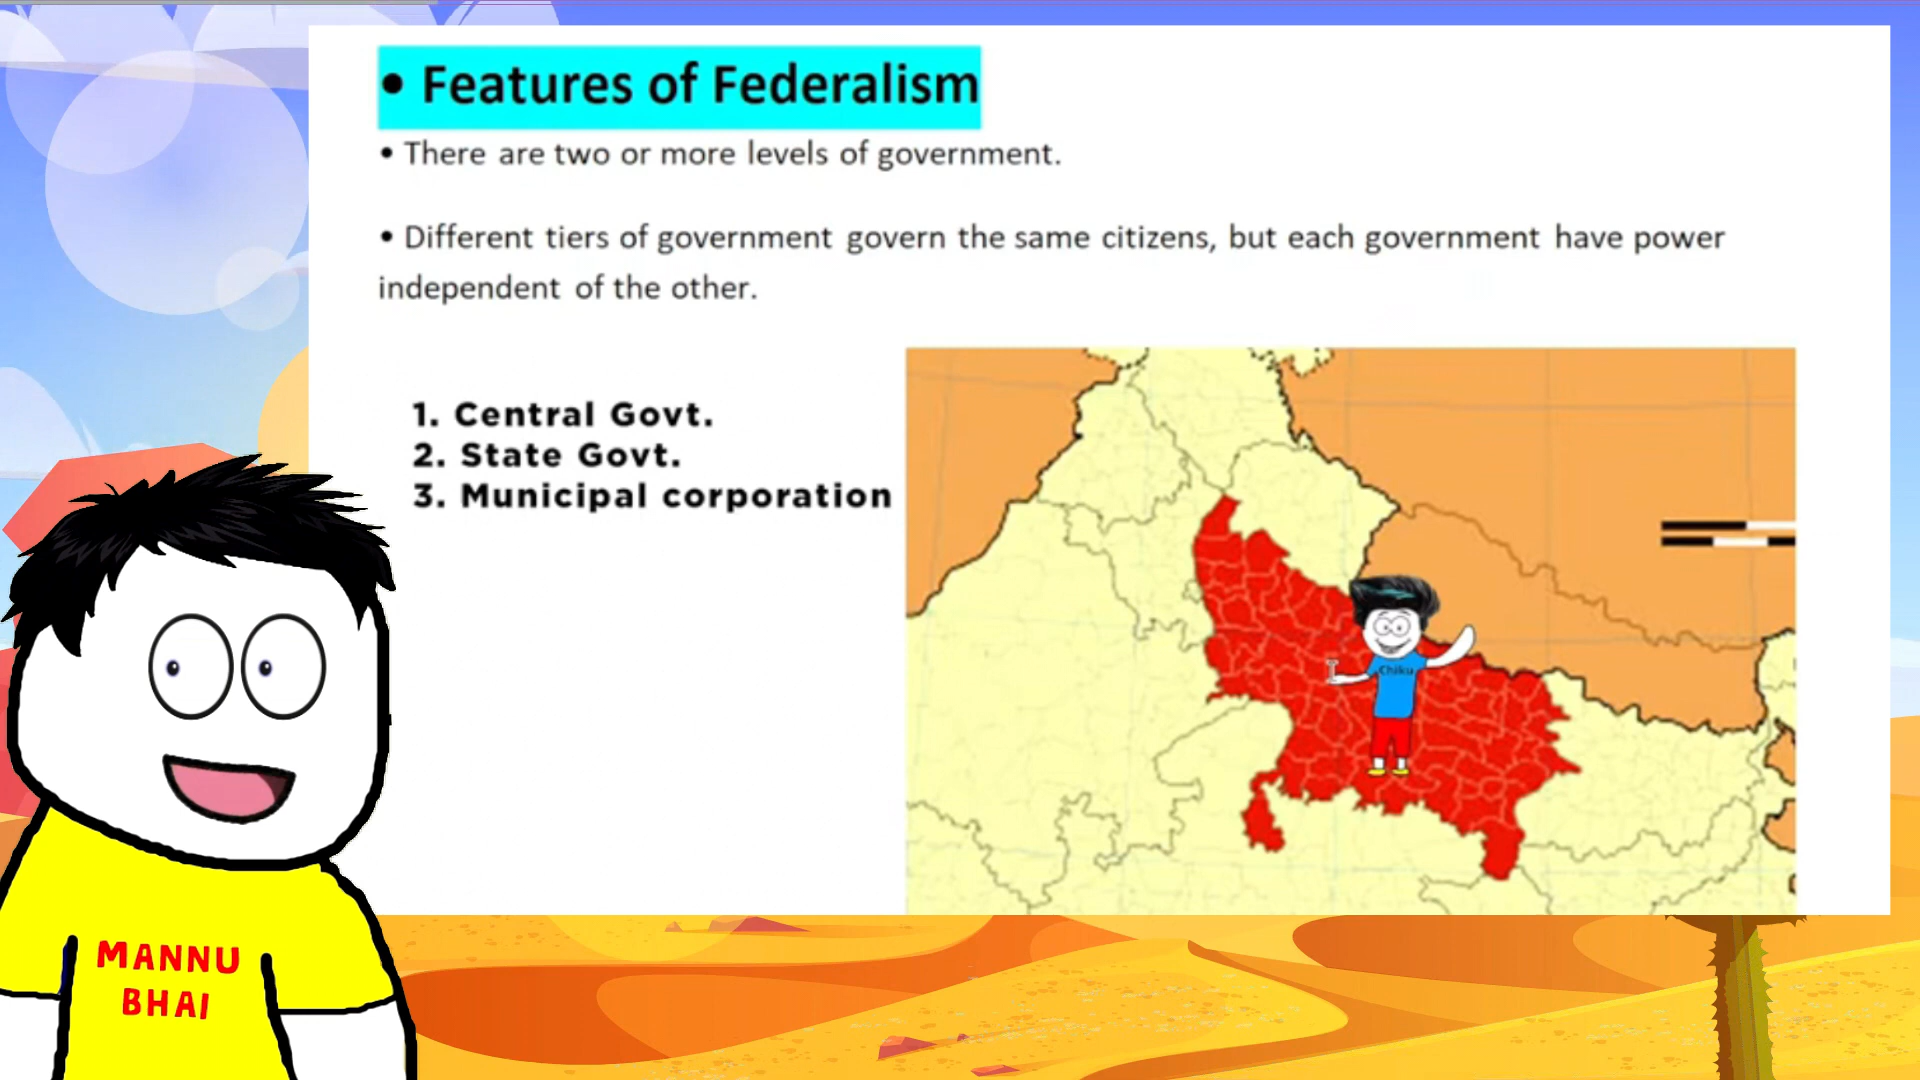 • Features of Federalism
• There are two or more levels of government.
• Different tiers of government govern the same citizens, but each government have power
independent of the other.
1. Central Govt.
2. State Govt.
3. Municipal corporation
Chiku
MANNU
BHAI